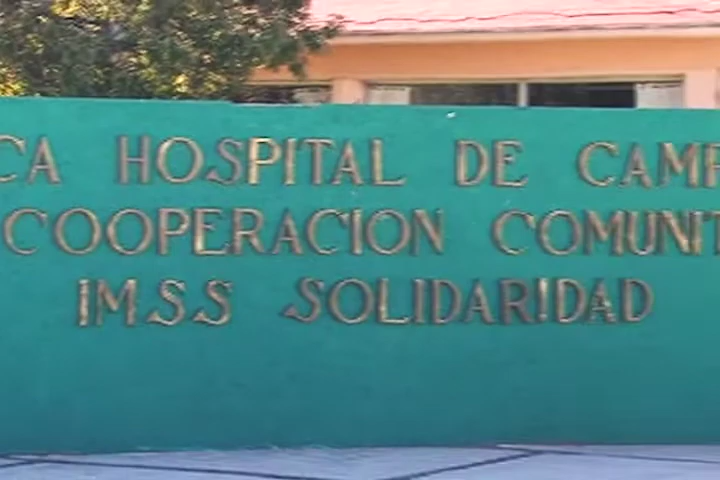 CA HOSPITAL DE CAMP
COOPERACION COMUNIT
IMSS SOLIDARIDAD